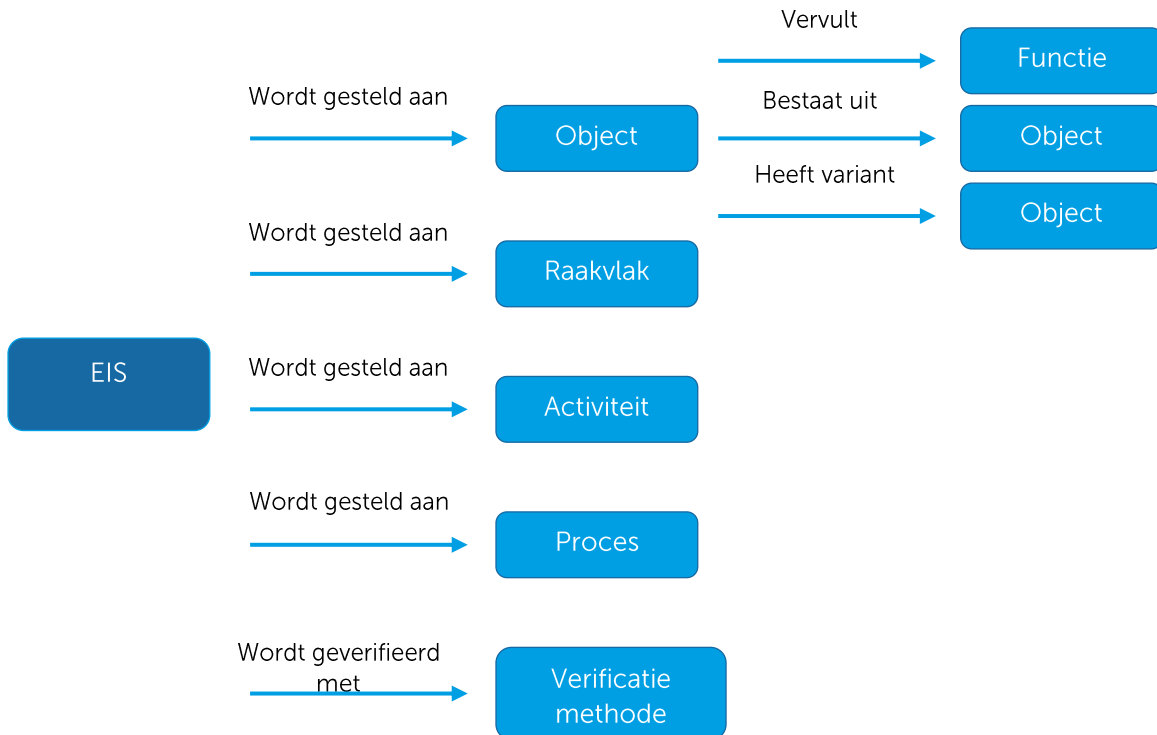 Vervult
Functie
Wordt gesteld aan
Bestaat uit
Object
Object
Heeft variant
Object
Wordt gesteld aan
Raakvlak
EIS
Wordt gesteld aan
Activiteit
Wordt gesteld aan
Proces
Wordt geverifieerd
met
Verificatie
methode